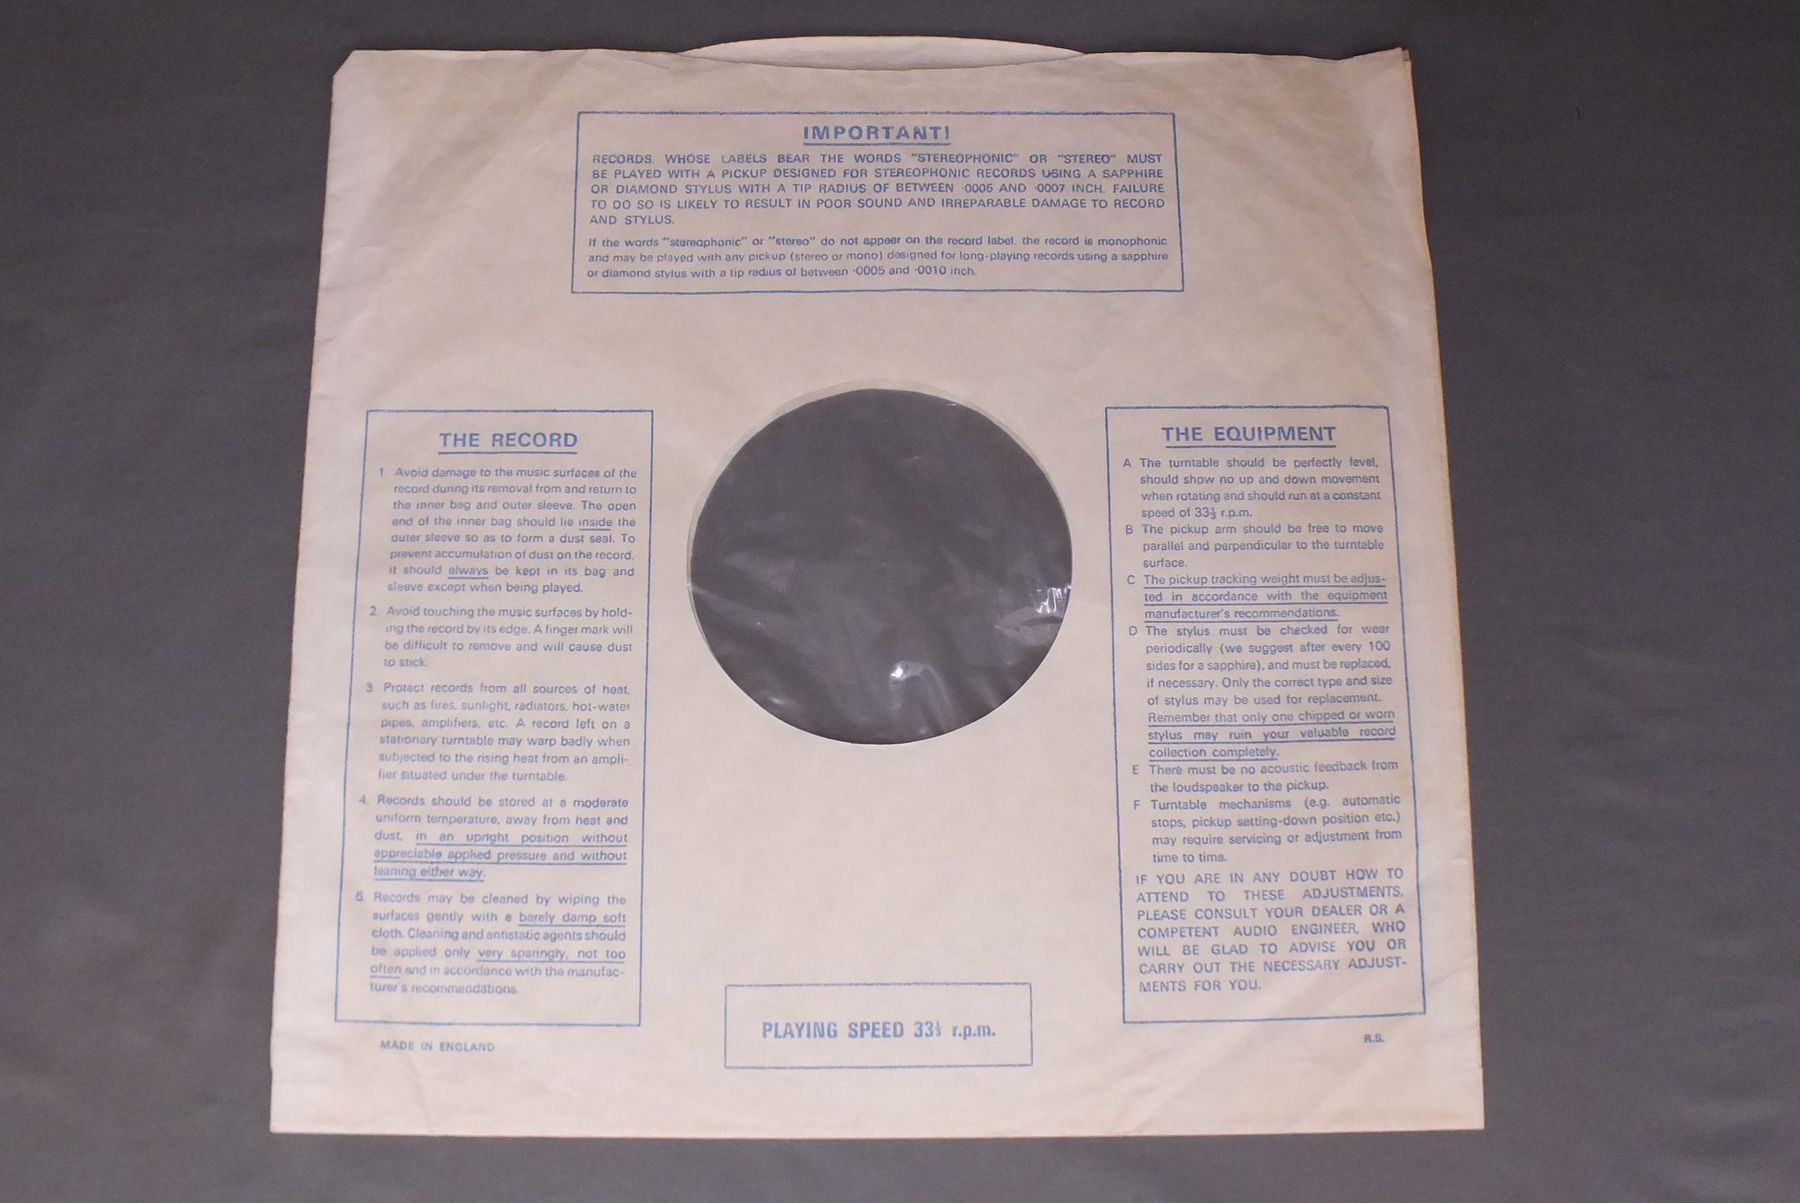 IMPORTANT!
RECORDS, WHOSE LABELS BEAR THE WORDS "STEREOPHONIC" OR "STEREO" MUST
BE PLAYED WITH A PICKUP DESIGNED FOR STEREOPHONIC RECORDS USING A SAPPHIRE
OR DIAMOND STYLUS WITH A TIP RADIUS OF BETWEEN ·0005 AND ·0007 INCH. FAILURE
TO DO SO IS LIKELY TO RESULT IN POOR SOUND AND IRREPARABLE DAMAGE TO RECORD
AND STYLUS.
If the words "stereophonic" or "stereo" do not appear on the record label, the record is monophonic
and may be played with any pickup (stereo or mono) designed for long-playing records using a sapphire
or diamond stylus with a tip radius of between ·0005 and ·0010 inch.
THE RECORD
1. Avoid damage to the music surfaces of the
record during its removal from and return to
the inner bag and outer sleeve. The open
end of the inner bag should lie inside the
outer sleeve so as to form a dust seal. To
prevent accumulation of dust on the record,
it should always be kept in its bag and
sleeve except when being played.
2. Avoid touching the music surfaces by hold-
ing the record by its edge. A finger mark will
be difficult to remove and will cause dust
to stick.
3. Protect records from all sources of heat,
such as fires, sunlight, radiators, hot-water
pipes, amplifiers, etc. A record left on a
stationary turntable may warp badly when
subjected to the rising heat from an ampli-
fier situated under the turntable.
4. Records should be stored at a moderate
uniform temperature, away from heat and
dust, in an upright position without
appreciable applied pressure and without
leaning either way.
5. Records may be cleaned by wiping the
surfaces gently with a barely damp soft
cloth. Cleaning and antistatic agents should
be applied only very sparingly, not too
often and in accordance with the manufac-
turer's recommendations.
MADE IN ENGLAND
THE EQUIPMENT
A The turntable should be perfectly level,
should show no up and down movement
when rotating and should run at a constant
speed of 33⅓ r.p.m.
B The pickup arm should be free to move
parallel and perpendicular to the turntable
surface.
C The pickup tracking weight must be adjus-
ted in accordance with the equipment
manufacturer's recommendations.
D The stylus must be checked for wear
periodically (we suggest after every 100
sides for a sapphire), and must be replaced,
if necessary. Only the correct type and size
of stylus may be used for replacement.
Remember that only one chipped or worn
stylus may ruin your valuable record
collection completely.
E There must be no acoustic feedback from
the loudspeaker to the pickup.
F Turntable mechanisms (e.g. automatic
stops, pickup setting-down position etc.)
may require servicing or adjustment from
time to time.
IF YOU ARE IN ANY DOUBT HOW TO
ATTEND TO THESE ADJUSTMENTS,
PLEASE CONSULT YOUR DEALER OR A
COMPETENT AUDIO ENGINEER, WHO
WILL BE GLAD TO ADVISE YOU OR
CARRY OUT THE NECESSARY ADJUST-
MENTS FOR YOU.
PLAYING SPEED 33⅓ r.p.m.
R.S.